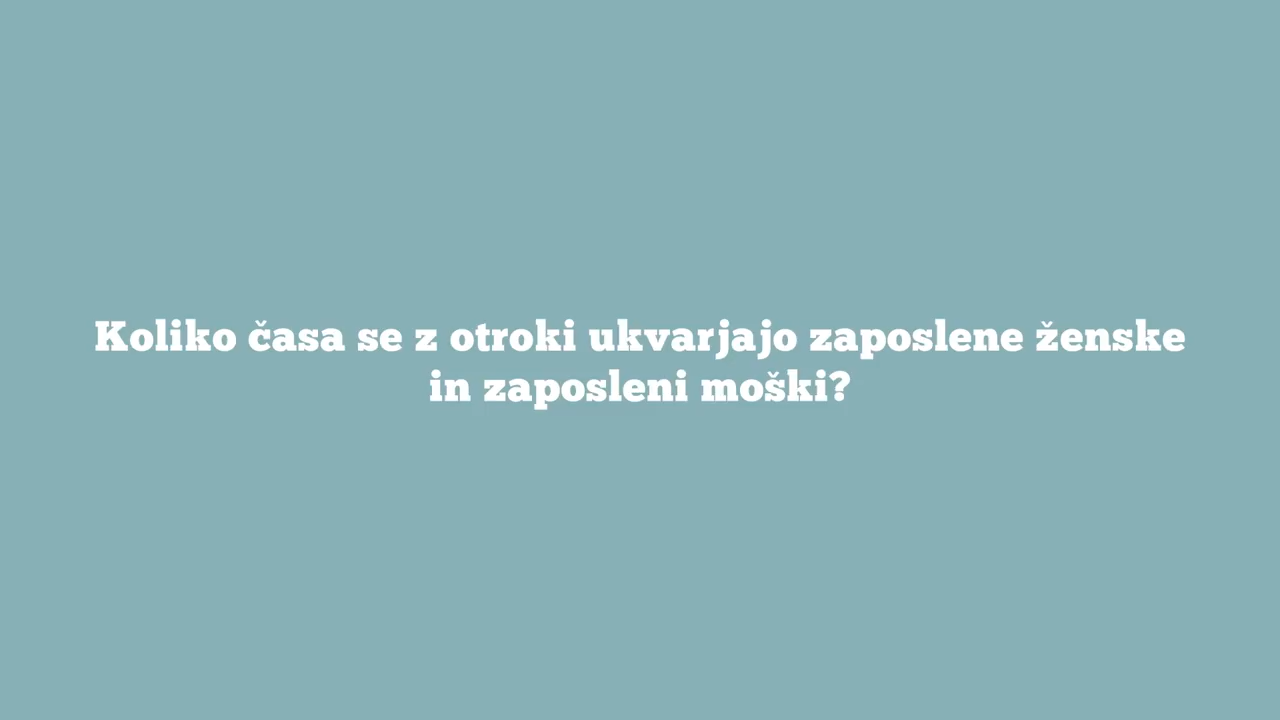 Koliko časa se z otroki ukvarjajo zaposlene ženske
in zaposleni moški?